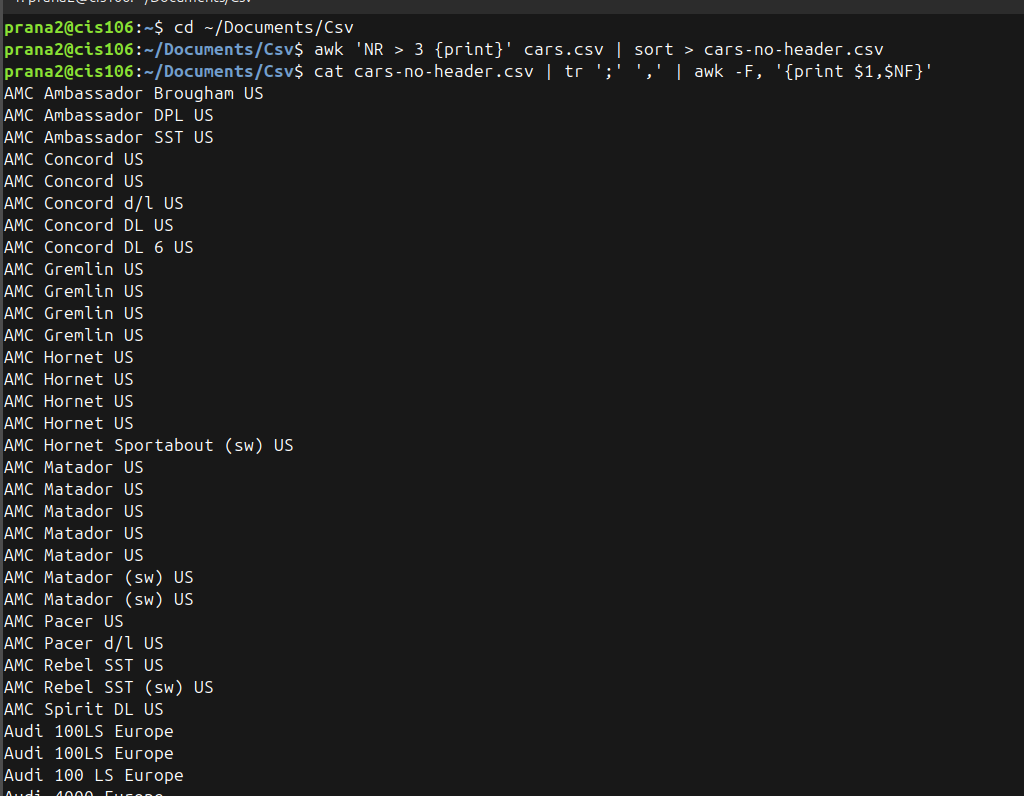 prana2@cis106:~$ cd ~/Documents/Csv
prana2@cis106:~/Documents/Csv$ awk 'NR > 3 {print}' cars.csv | sort > cars-no-header.csv
prana2@cis106:~/Documents/Csv$ cat cars-no-header.csv | tr ';' ',' | awk -F, '{print $1,$NF}'
AMC Ambassador Brougham US
AMC Ambassador DPL US
AMC Ambassador SST US
AMC Concord US
AMC Concord US
AMC Concord d/l US
AMC Concord DL US
AMC Concord DL 6 US
AMC Gremlin US
AMC Gremlin US
AMC Gremlin US
AMC Gremlin US
AMC Hornet US
AMC Hornet US
AMC Hornet US
AMC Hornet US
AMC Hornet Sportabout (sw) US
AMC Matador US
AMC Matador US
AMC Matador US
AMC Matador US
AMC Matador US
AMC Matador (sw) US
AMC Matador (sw) US
AMC Pacer US
AMC Pacer d/l US
AMC Rebel SST US
AMC Rebel SST (sw) US
AMC Spirit DL US
Audi 100LS Europe
Audi 100LS Europe
Audi 100 LS Europe
Audi 4000 Europe